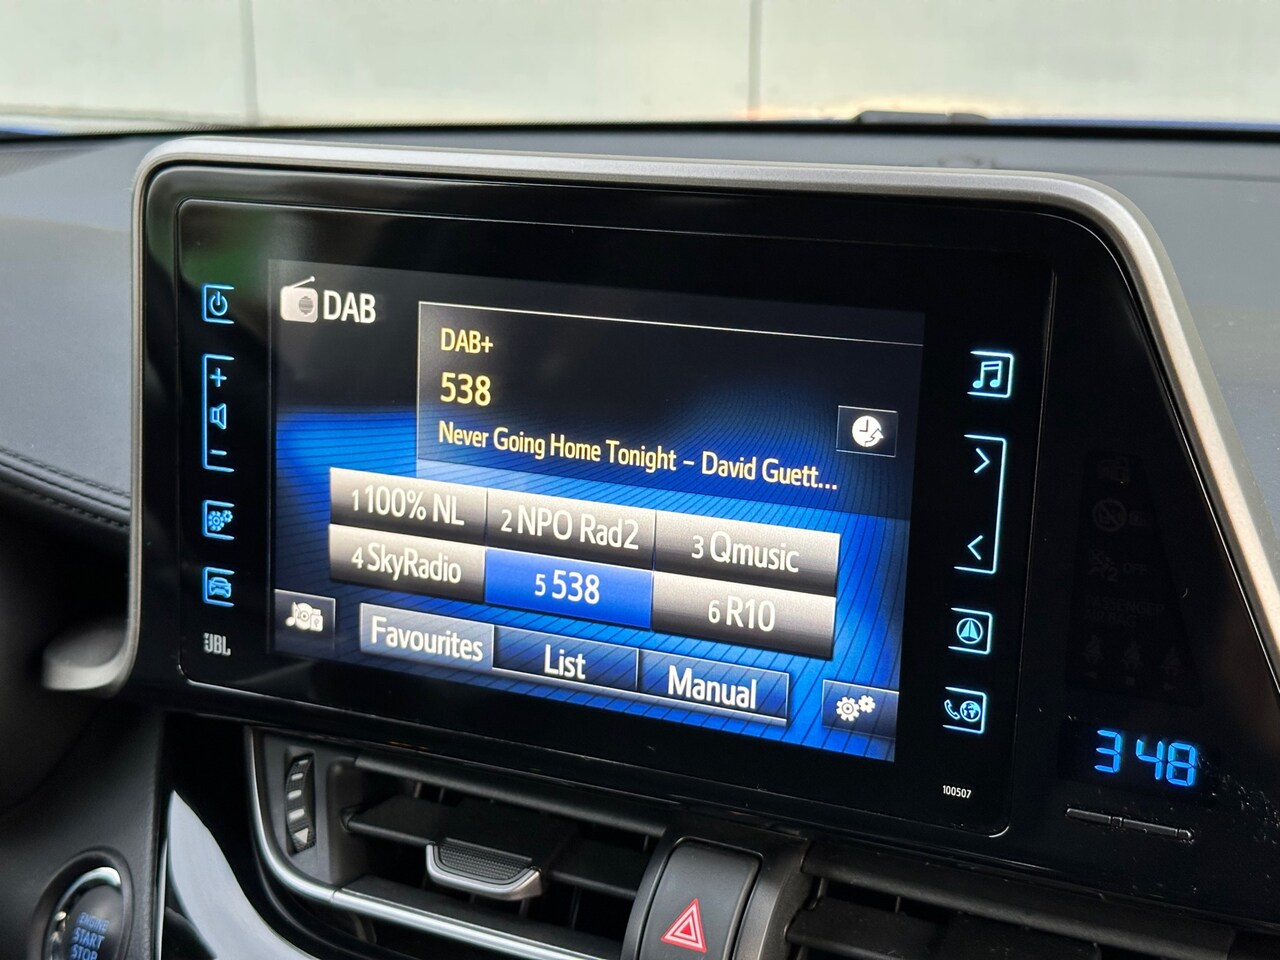 DAB
DAB+
538
Never Going Home Tonight – David Guett...
1 100% NL
2 NPO Rad2
3 Qmusic
4 SkyRadio
5 538
6 R10
Favourites
List
Manual
JBL
100507
3 48
ENGINE
START
STOP